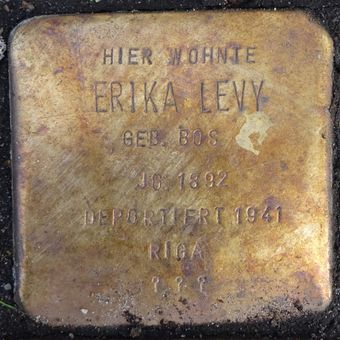 HIER WOHNTE
ERIKA LEVY
GEB. BOS
JG. 1892
DEPORTIERT 1941
RIGA
? ? ?